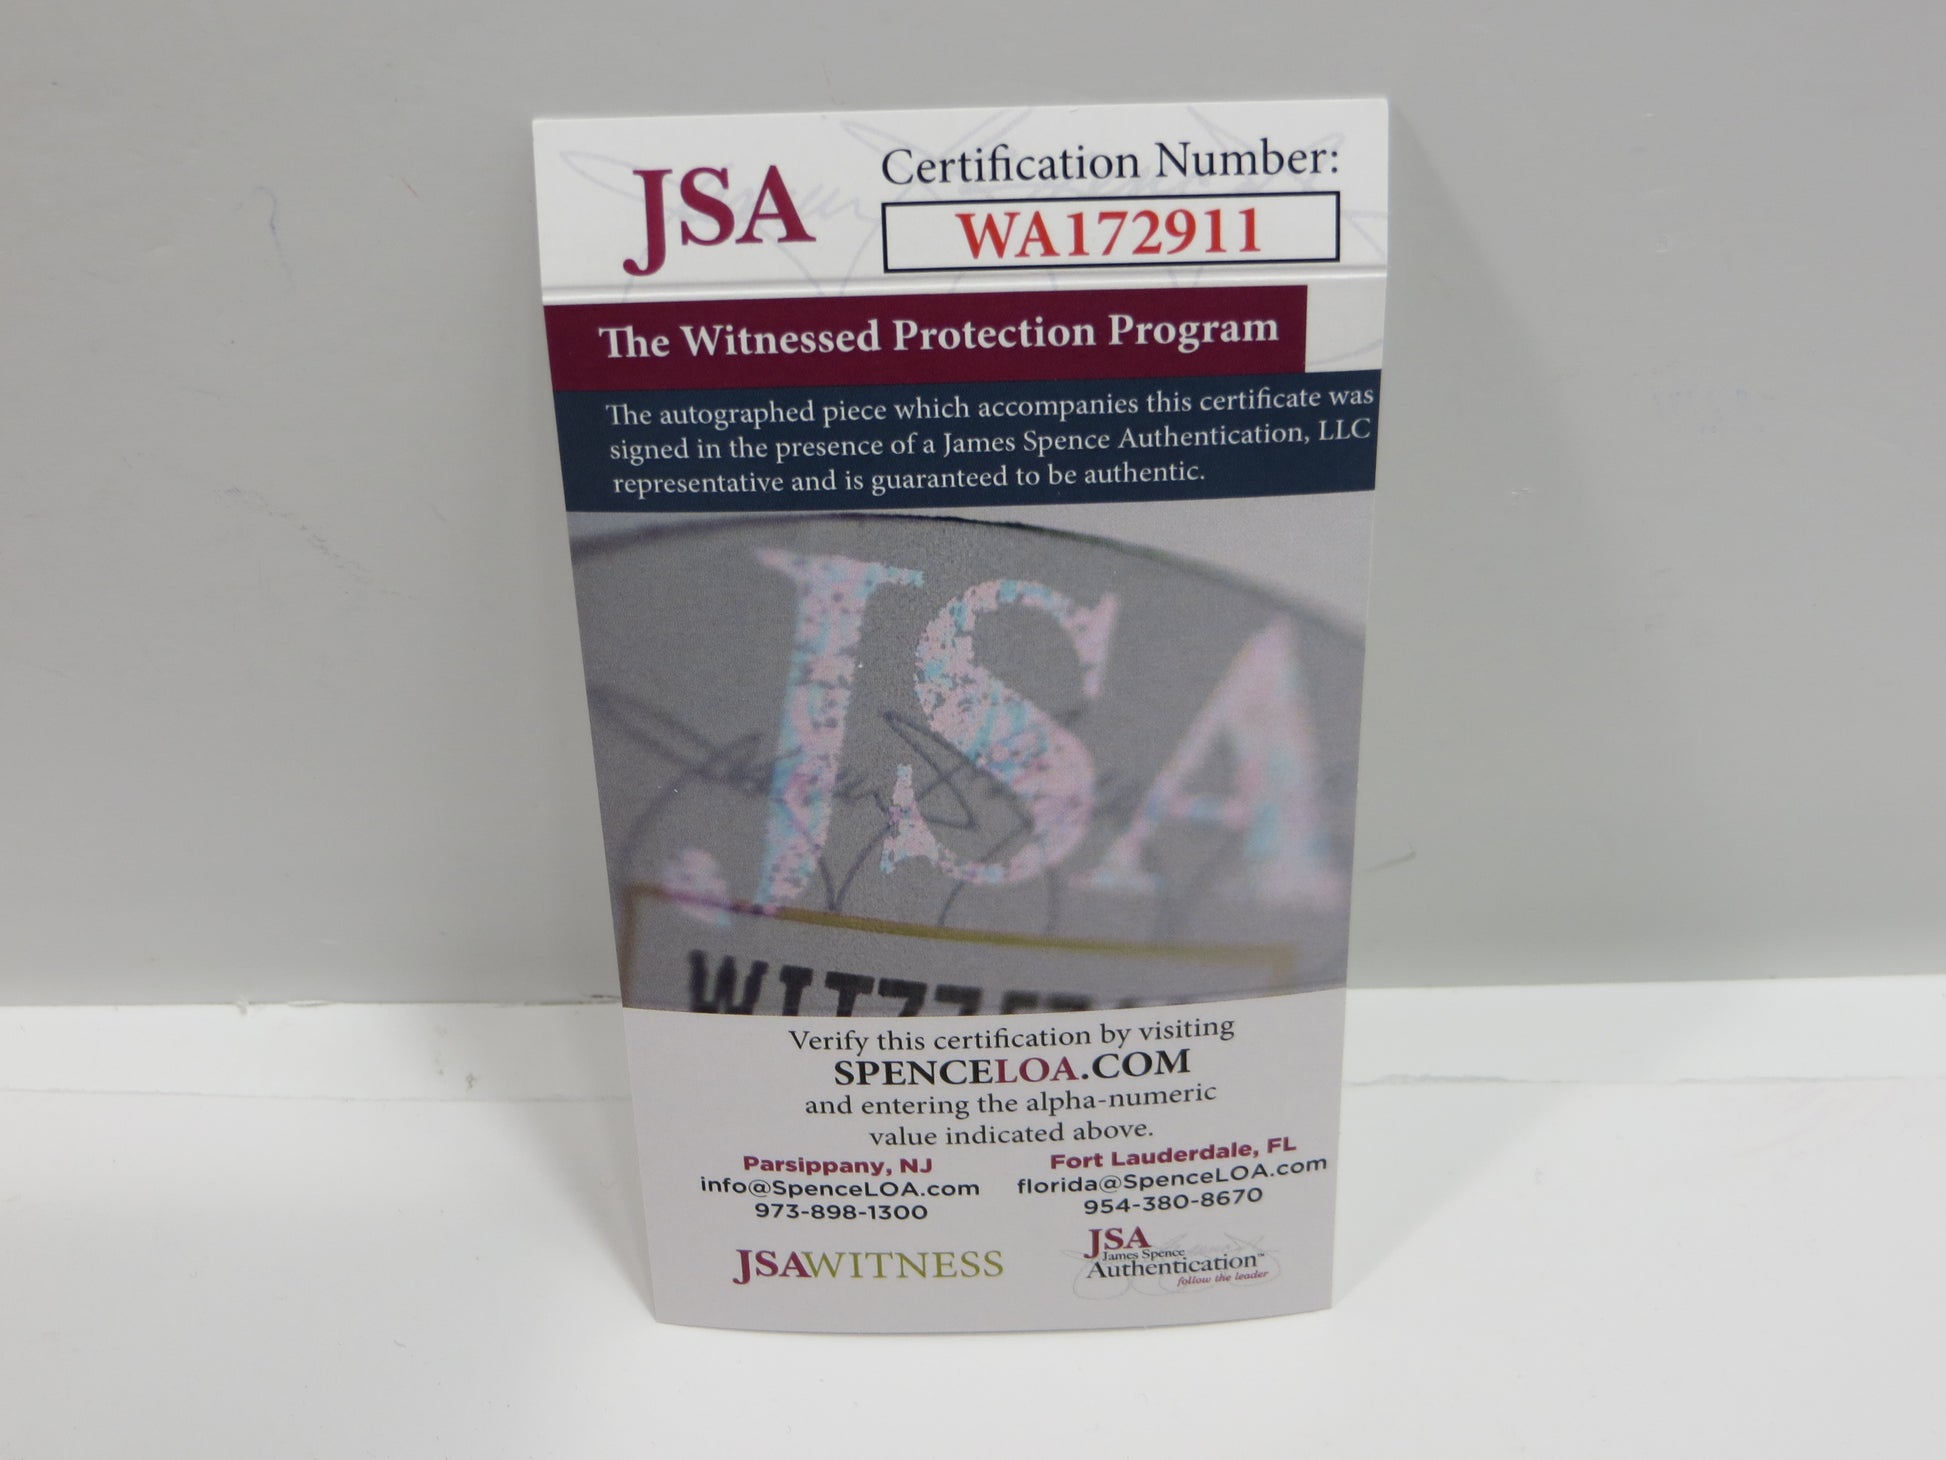 JSA
Certification Number:
WA172911
The Witnessed Protection Program
The autographed piece which accompanies this certificate was
signed in the presence of a James Spence Authentication, LLC
representative and is guaranteed to be authentic.
JSA
Verify this certification by visiting
SPENCELOA.COM
and entering the alpha-numeric
value indicated above.
Parsippany, NJ
info@SpenceLOA.com
973-898-1300
Fort Lauderdale, FL
florida@SpenceLOA.com
954-380-8670
JSAWITNESS
JSA
James Spence
Authentication™
follow the leader